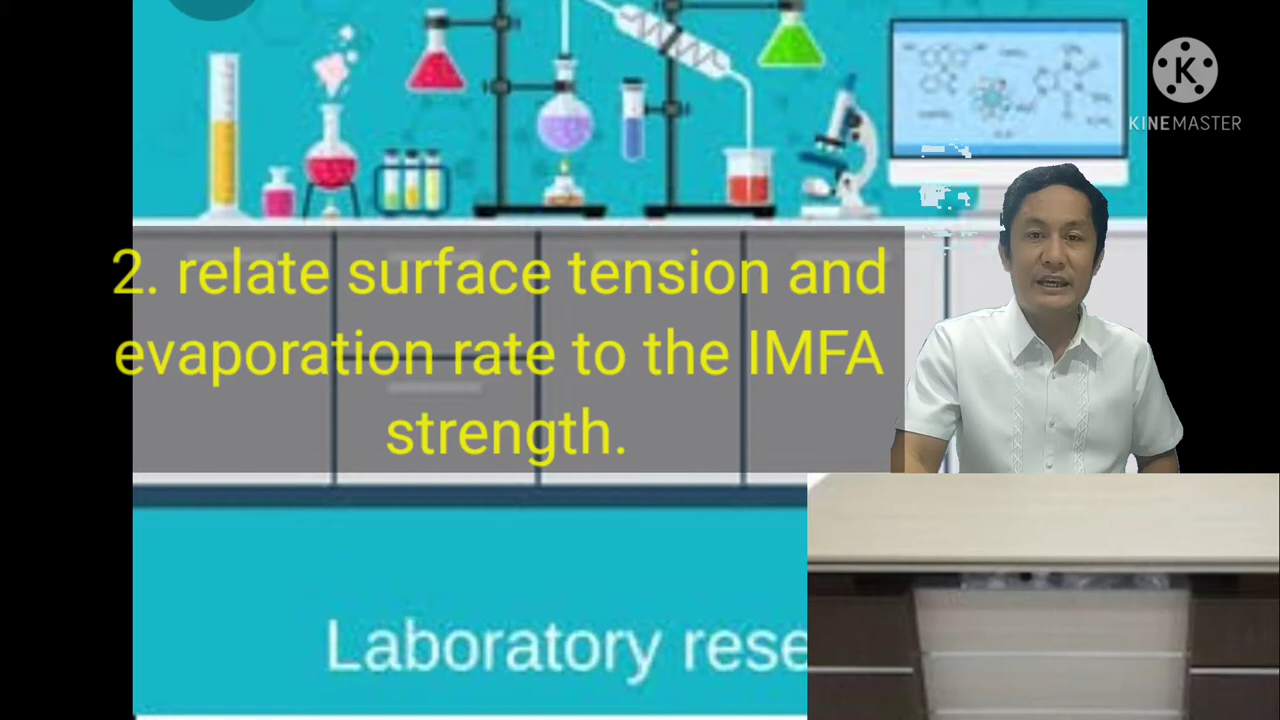 KINEMASTER
2. relate surface tension and
evaporation rate to the IMFA
strength.
Laboratory rese